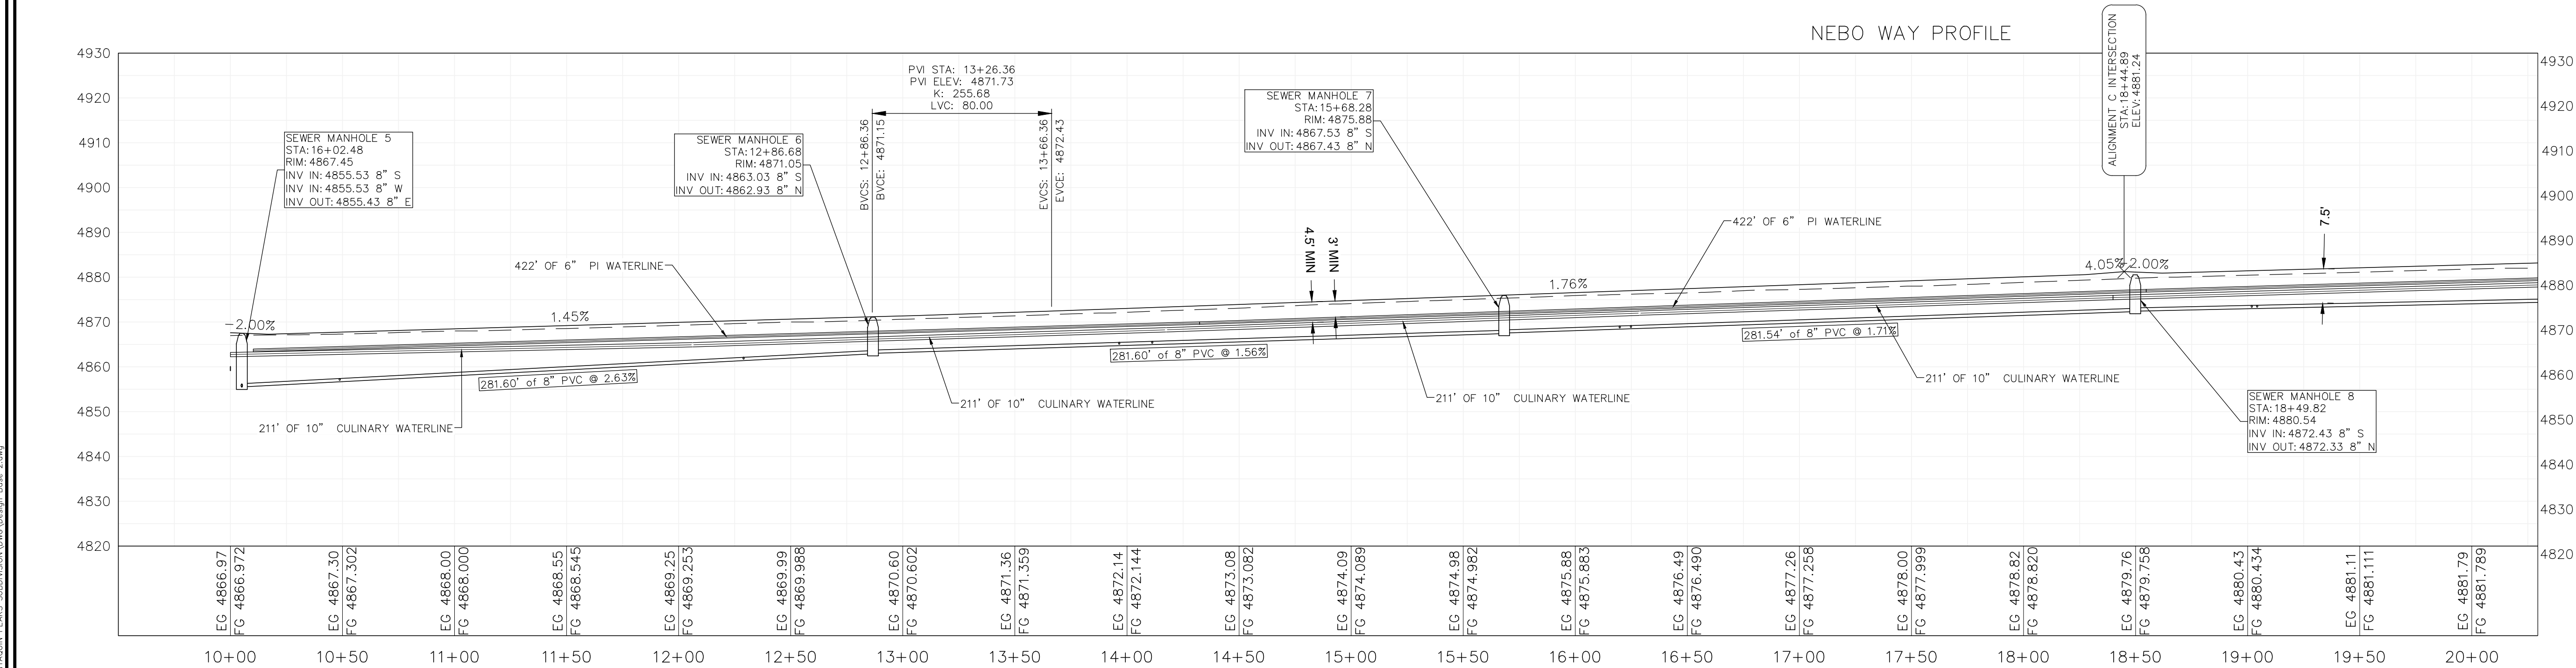 NEBO WAY PROFILE
4930
4920
4910
4900
4890
4880
4870
4860
4850
4840
4830
4820
4930
4920
4910
4900
4890
4880
4870
4860
4850
4840
4830
4820
SEWER MANHOLE 5
STA: 16+02.48
RIM: 4867.45
INV IN: 4855.53 8" S
INV IN: 4855.53 8" W
INV OUT: 4855.43 8" E
SEWER MANHOLE 6
STA: 12+86.68
RIM: 4871.05
INV IN: 4863.03 8" S
INV OUT: 4862.93 8" N
PVI STA: 13+26.36
PVI ELEV: 4871.73
K: 255.68
LVC: 80.00
BVCS: 12+86.36
BVCE: 4871.15
EVCS: 13+66.36
EVCE: 4872.43
SEWER MANHOLE 7
STA: 15+68.28
RIM: 4875.88
INV IN: 4867.53 8" S
INV OUT: 4867.43 8" N
ALIGNMENT C INTERSECTION
STA: 18+44.89
ELEV: 4881.24
SEWER MANHOLE 8
STA: 18+49.82
RIM: 4880.54
INV IN: 4872.43 8" S
INV OUT: 4872.33 8" N
422' OF 6" PI WATERLINE
422' OF 6" PI WATERLINE
4.5' MIN
3' MIN
7.5'
-2.00%
1.45%
1.76%
4.05%
-2.00%
281.60' of 8" PVC @ 2.63%
281.60' of 8" PVC @ 1.56%
281.54' of 8" PVC @ 1.71%
211' OF 10" CULINARY WATERLINE
211' OF 10" CULINARY WATERLINE
211' OF 10" CULINARY WATERLINE
211' OF 10" CULINARY WATERLINE
EG 4866.97
FG 4866.972
EG 4867.30
FG 4867.302
EG 4868.00
FG 4868.000
EG 4868.55
FG 4868.545
EG 4869.25
FG 4869.253
EG 4869.99
FG 4869.988
EG 4870.60
FG 4870.602
EG 4871.36
FG 4871.359
EG 4872.14
FG 4872.144
EG 4873.08
FG 4873.082
EG 4874.09
FG 4874.089
EG 4874.98
FG 4874.982
EG 4875.88
FG 4875.883
EG 4876.49
FG 4876.490
EG 4877.26
FG 4877.258
EG 4878.00
FG 4877.999
EG 4878.82
FG 4878.820
EG 4879.76
FG 4879.758
EG 4880.43
FG 4880.434
EG 4881.11
FG 4881.111
EG 4881.79
FG 4881.789
10+00
10+50
11+00
11+50
12+00
12+50
13+00
13+50
14+00
14+50
15+00
15+50
16+00
16+50
17+00
17+50
18+00
18+50
19+00
19+50
20+00